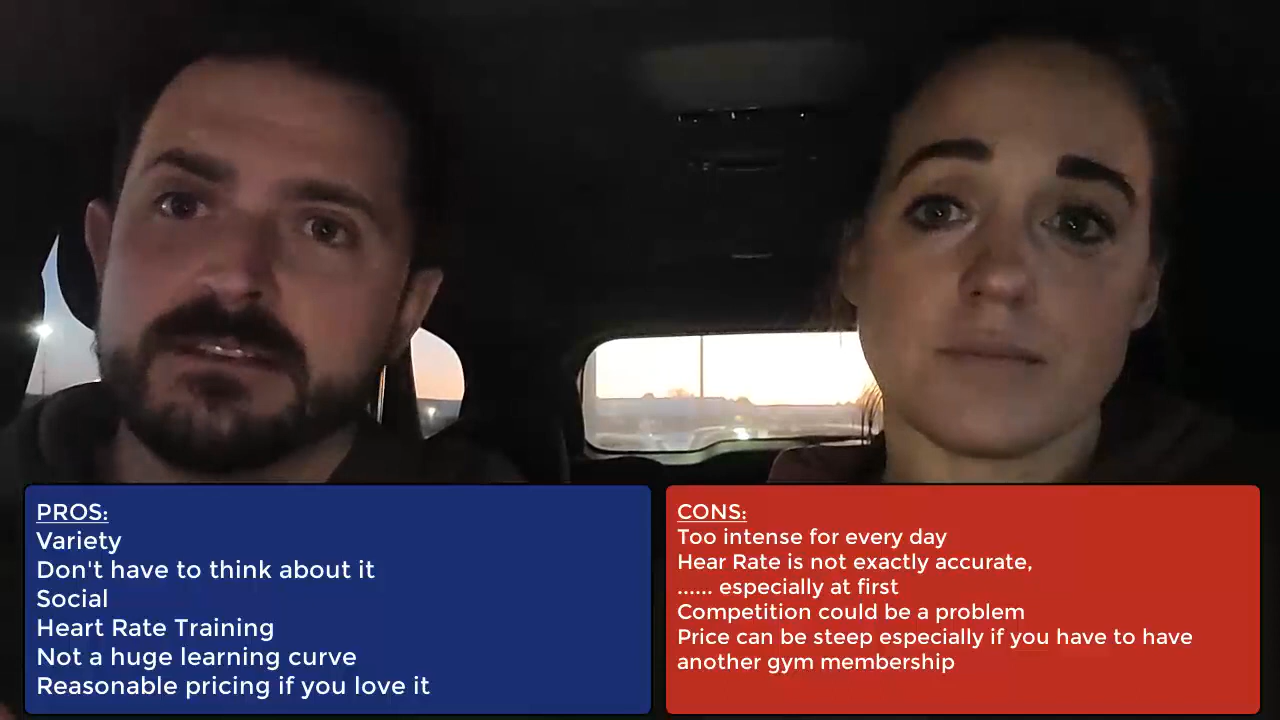 PROS:
Variety
Don't have to think about it
Social
Heart Rate Training
Not a huge learning curve
Reasonable pricing if you love it
CONS:
Too intense for every day
Hear Rate is not exactly accurate,
...... especially at first
Competition could be a problem
Price can be steep especially if you have to have
another gym membership